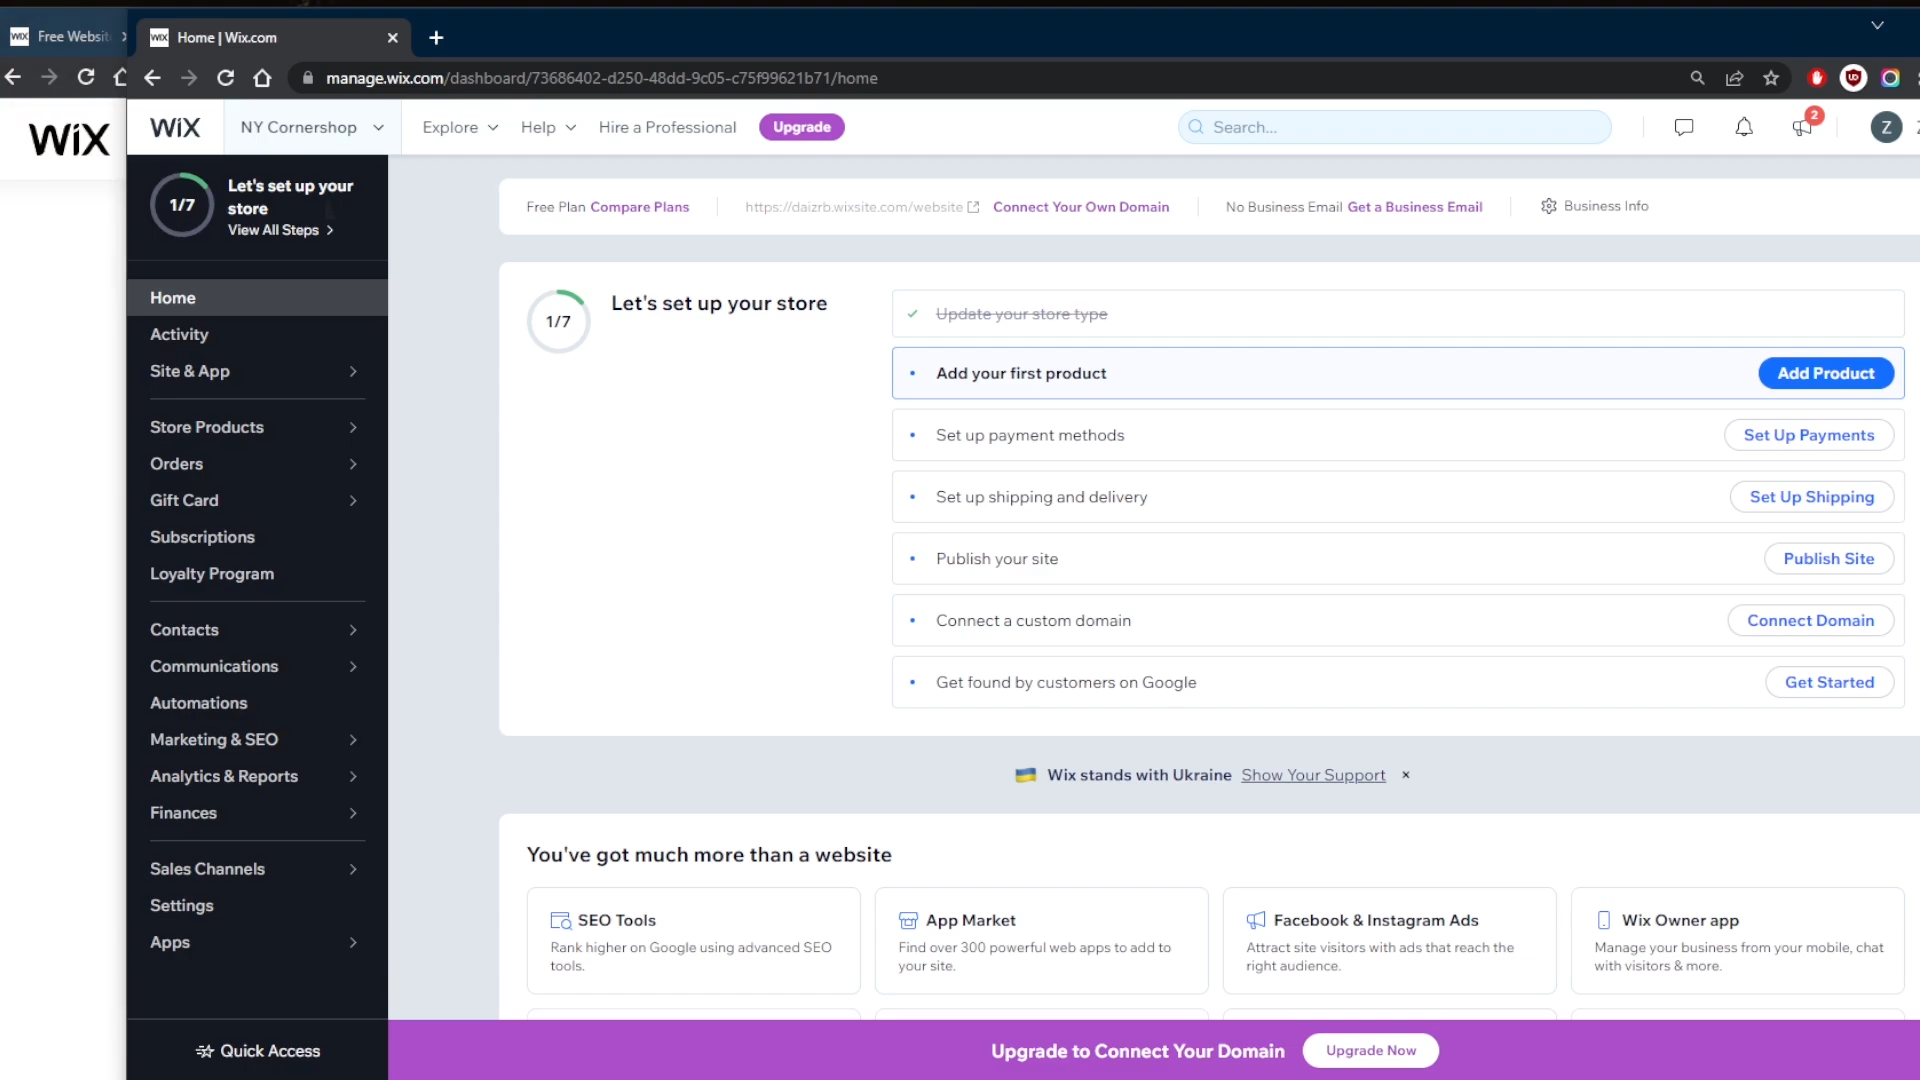 WIX Free Websit
WIX Home | Wix.com
manage.wix.com/dashboard/73686402-d250-48dd-9c05-c75f99621b71/home
WiX
WiX NY Cornershop Explore Help Hire a Professional Upgrade Search... 2 Z
1/7 Let's set up your store
View All Steps
Home
Activity
Site & App
Store Products
Orders
Gift Card
Subscriptions
Loyalty Program
Contacts
Communications
Automations
Marketing & SEO
Analytics & Reports
Finances
Sales Channels
Settings
Apps
Quick Access
Free Plan Compare Plans https://daizrb.wixsite.com/website Connect Your Own Domain No Business Email Get a Business Email Business Info
1/7 Let's set up your store
Update your store type
Add your first product Add Product
Set up payment methods Set Up Payments
Set up shipping and delivery Set Up Shipping
Publish your site Publish Site
Connect a custom domain Connect Domain
Get found by customers on Google Get Started
Wix stands with Ukraine Show Your Support
You've got much more than a website
SEO Tools
Rank higher on Google using advanced SEO
tools.
App Market
Find over 300 powerful web apps to add to
your site.
Facebook & Instagram Ads
Attract site visitors with ads that reach the
right audience.
Wix Owner app
Manage your business from your mobile, chat
with visitors & more.
Upgrade to Connect Your Domain Upgrade Now